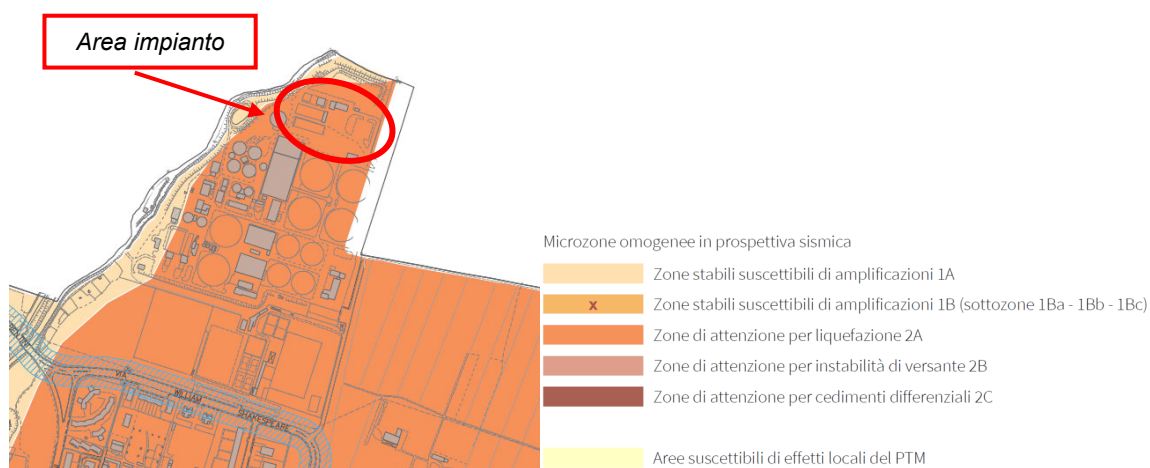 Area impianto
VIA
WILLIAM
SHAKESPEARE
Microzone omogenee in prospettiva sismica
Zone stabili suscettibili di amplificazioni 1A
x
Zone stabili suscettibili di amplificazioni 1B (sottozone 1Ba - 1Bb - 1Bc)
Zone di attenzione per liquefazione 2A
Zone di attenzione per instabilità di versante 2B
Zone di attenzione per cedimenti differenziali 2C
Aree suscettibili di effetti locali del PTM